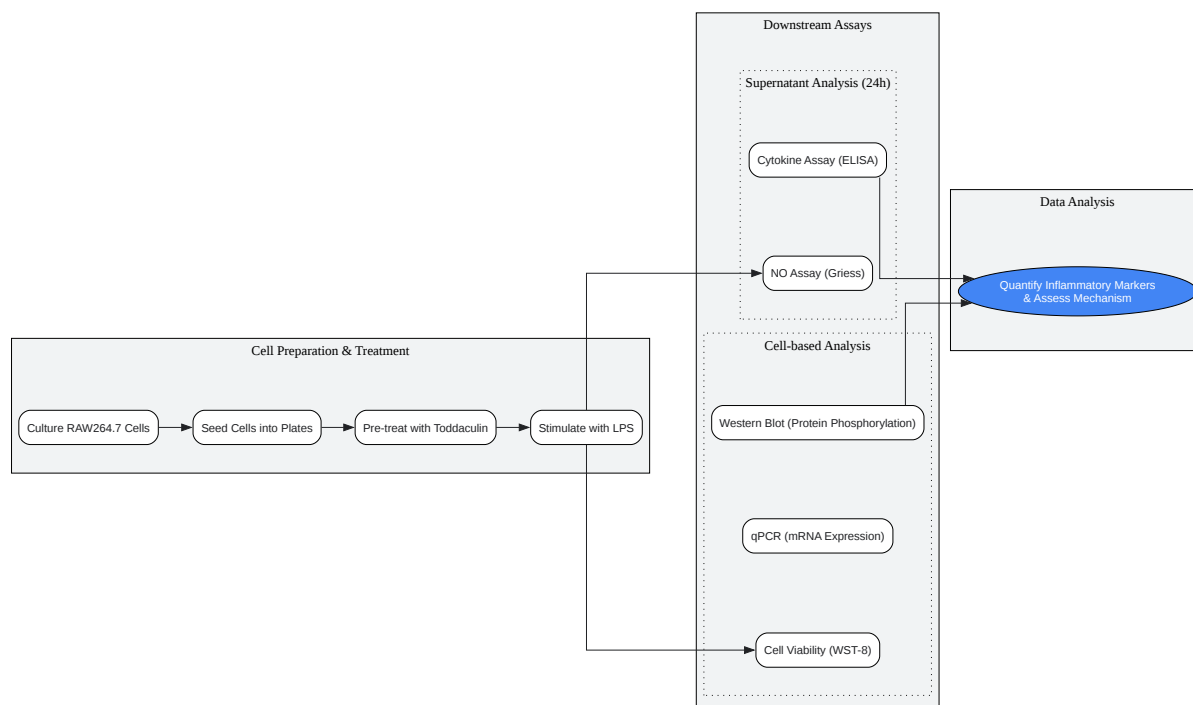 Cell Preparation & Treatment
Culture RAW264.7 Cells
Seed Cells into Plates
Pre-treat with Toddaculin
Stimulate with LPS
Downstream Assays
Supernatant Analysis (24h)
Cytokine Assay (ELISA)
NO Assay (Griess)
Cell-based Analysis
Western Blot (Protein Phosphorylation)
qPCR (mRNA Expression)
Cell Viability (WST-8)
Data Analysis
Quantify Inflammatory Markers
& Assess Mechanism